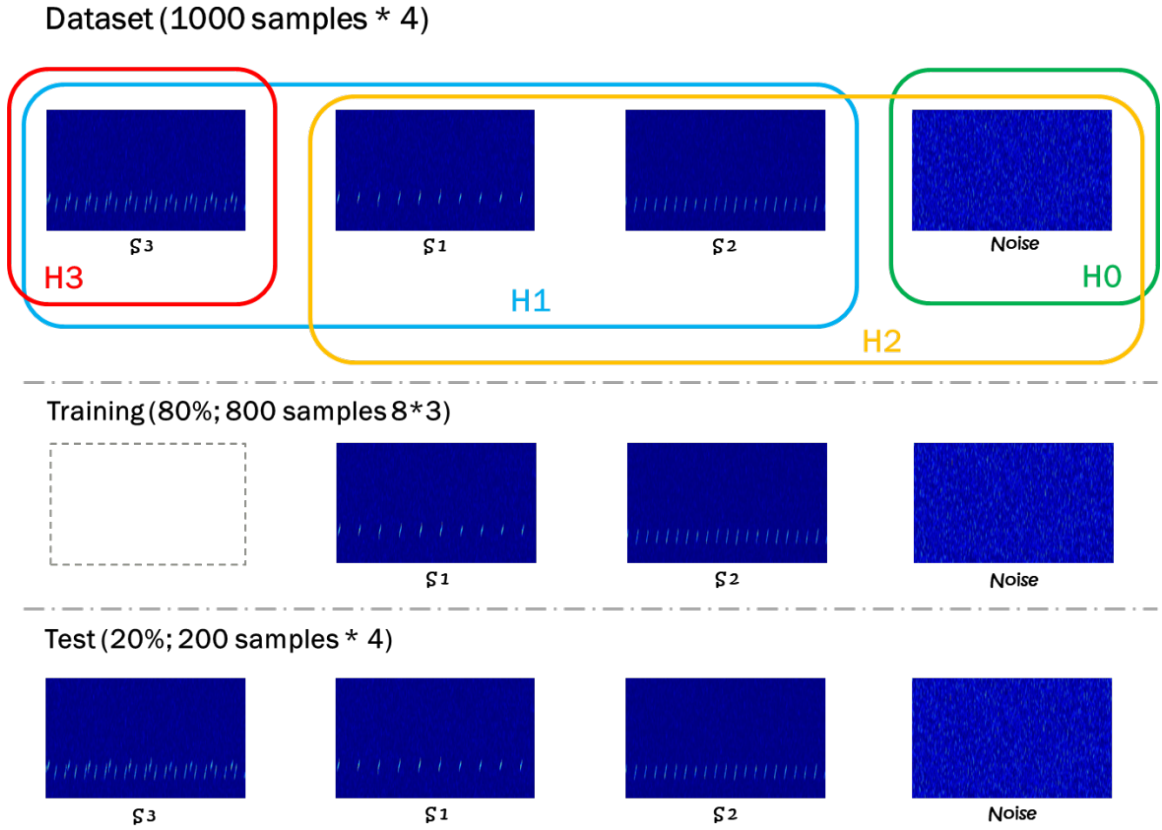 Dataset (1000 samples * 4)
S3
S1
S2
Noise
H3
H1
H0
H2
Training (80%; 800 samples 8*3)
S1
S2
Noise
Test (20%; 200 samples * 4)
S3
S1
S2
Noise